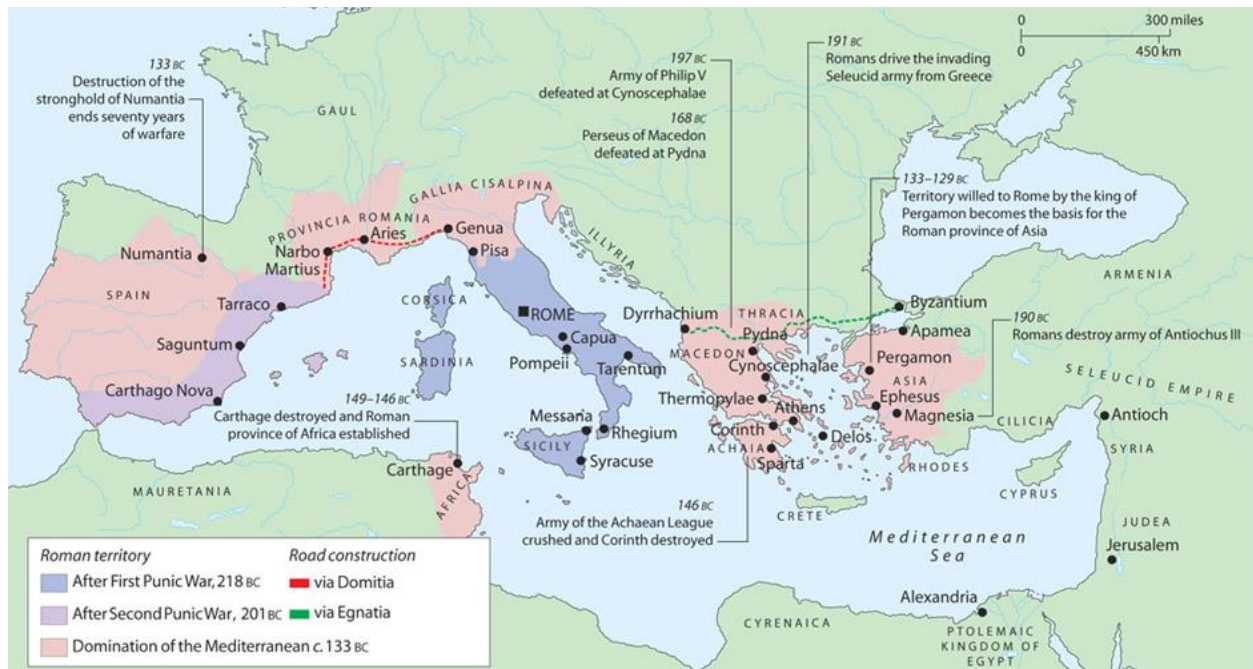 0 300 miles
0 450 km
133 BC
Destruction of the
stronghold of Numantia
ends seventy years
of warfare
197 BC
Army of Philip V
defeated at Cynoscephalae
168 BC
Perseus of Macedon
defeated at Pydna
191 BC
Romans drive the invading
Seleucid army from Greece
133–129 BC
Territory willed to Rome by the king of
Pergamon becomes the basis for the
Roman province of Asia
190 BC
Romans destroy army of Antiochus III
149–146 BC
Carthage destroyed and Roman
province of Africa established
146 BC
Army of the Achaean League
crushed and Corinth destroyed
GAUL
GALLIA CISALPINA
PROVINCIA ROMANIA
Aries
Genua
Narbo
Martius
Pisa
Numantia
SPAIN
Tarraco
Saguntum
Carthago Nova
CORSICA
SARDINIA
ROME
Capua
Pompeii
Tarentum
Messana
Rhegium
SICILY
Syracuse
Carthage
AFRICA
MAURETANIA
ILLYRIA
Dyrrhachium
THRACIA
Pydna
MACEDON
Cynoscephalae
Thermopylae
Athens
Corinth
ACHAIA
Sparta
Delos
CRETE
Byzantium
Apamea
Pergamon
ASIA
Ephesus
Magnesia
RHODES
ARMENIA
SELEUCID EMPIRE
CILICIA
Antioch
SYRIA
CYPRUS
JUDEA
Jerusalem
Mediterranean
Sea
Alexandria
CYRENAICA
PTOLEMAIC
KINGDOM OF
EGYPT
Roman territory
After First Punic War, 218 BC
After Second Punic War, 201 BC
Domination of the Mediterranean c. 133 BC
Road construction
via Domitia
via Egnatia